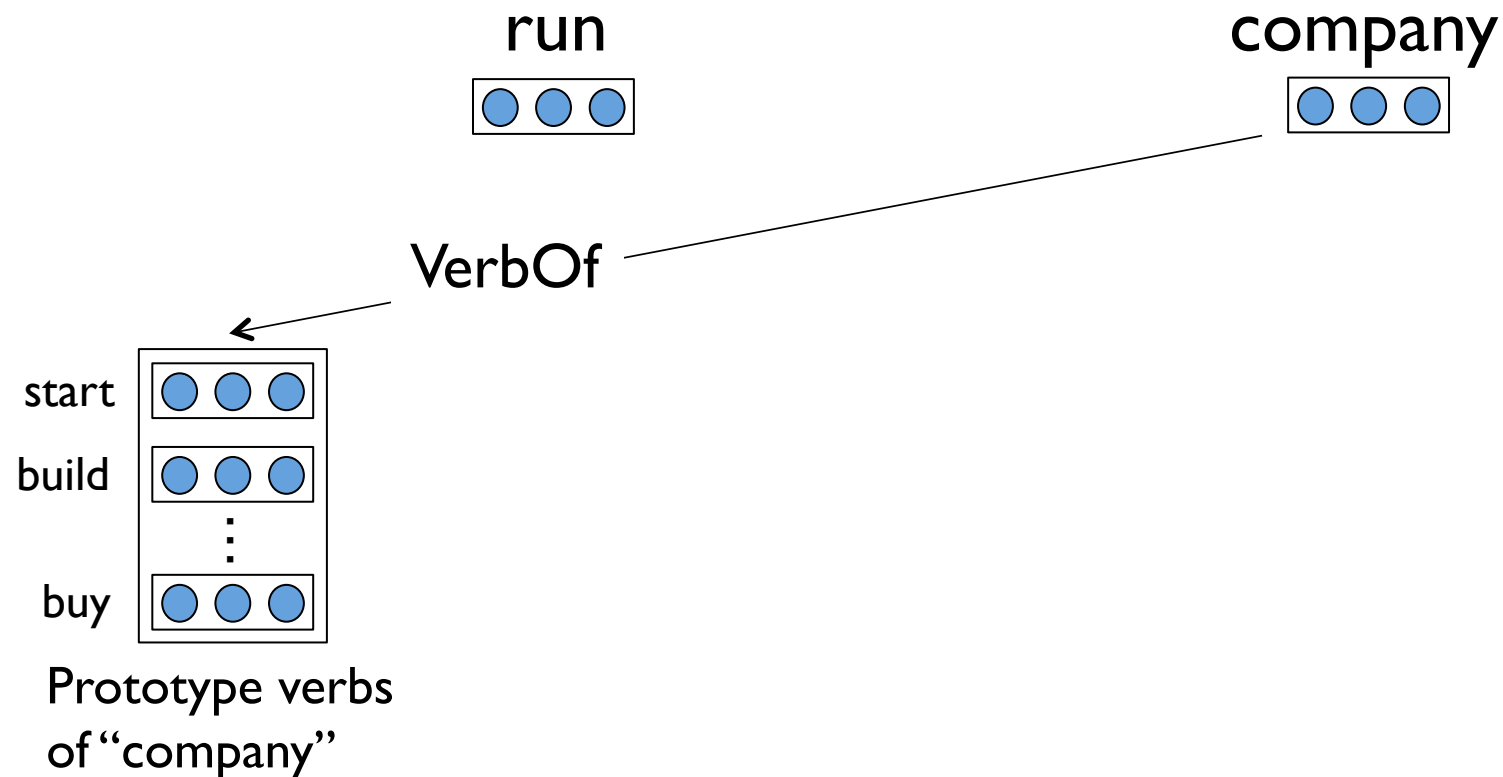 run
company
VerbOf
start
build
buy
Prototype verbs
of “company”